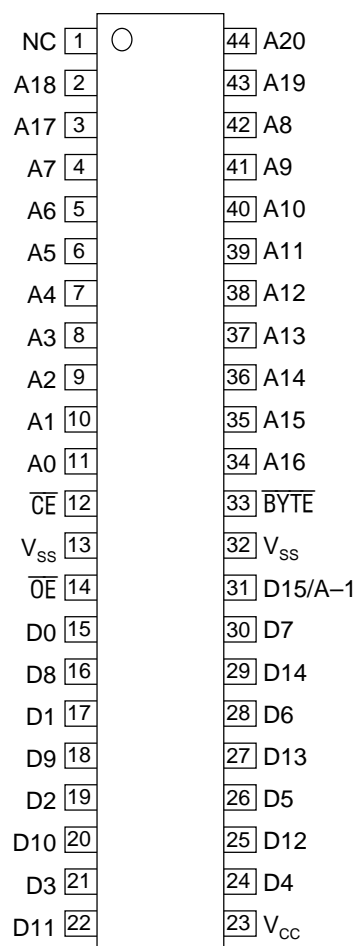 NC 1 44 A20
A18 2 43 A19
A17 3 42 A8
A7 4 41 A9
A6 5 40 A10
A5 6 39 A11
A4 7 38 A12
A3 8 37 A13
A2 9 36 A14
A1 10 35 A15
A0 11 34 A16
C̅E̅ 12 33 B̅Y̅T̅E̅
VSS 13 32 VSS
O̅E̅ 14 31 D15/A–1
D0 15 30 D7
D8 16 29 D14
D1 17 28 D6
D9 18 27 D13
D2 19 26 D5
D10 20 25 D12
D3 21 24 D4
D11 22 23 VCC